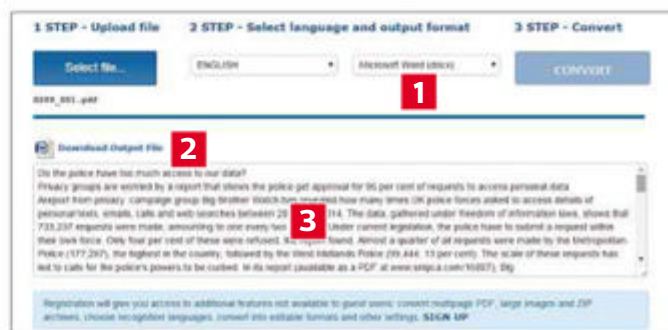 1 STEP - Upload file
2 STEP - Select language and output format
3 STEP - Convert
Select file...
ENGLISH
Microsoft Word (docx)
CONVERT
1
Download Output File
2
Do the police have too much access to our data?
Privacy groups are worried by a report that shows the police get approval for 96 per cent of requests to access personal data
from privacy campaign group Big Brother Watch has revealed how many times UK police forces asked to access details of
personal texts, emails, calls and web searches between 20 14. The data, gathered under freedom of information laws, shows that
733,237 requests were made, amounting to one every two Under current legislation, the police have to submit a request within
their own force. Only four per cent of these were refused, the report found. Almost a quarter of all requests were made by the Metropolitan
Police (177,287), the highest in the country, followed by the West Midlands Police (99,444, 13 per cent). The scale of these requests has
led to calls for the police's powers to be curbed. In its report (available as a PDF at Big
3
Registration will give you access to additional features not available to guest users: convert multipage PDF, large images and ZIP
archives, choose recognition languages, convert into editable formats and other settings. SIGN UP